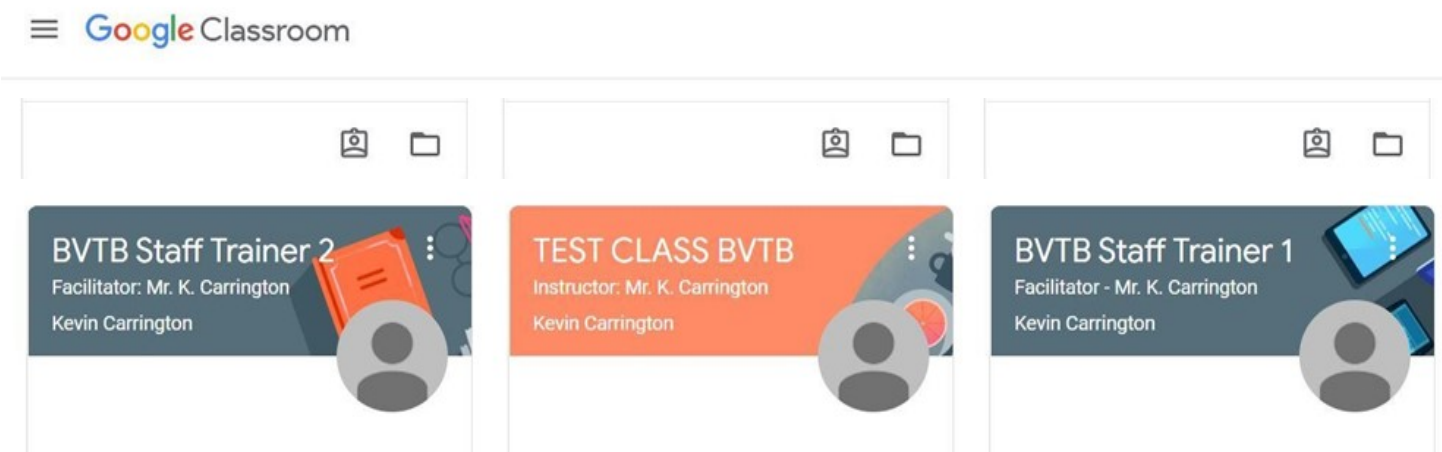 Google Classroom
BVTB Staff Trainer 2
Facilitator: Mr. K. Carrington
Kevin Carrington
TEST CLASS BVTB
Instructor: Mr. K. Carrington
Kevin Carrington
BVTB Staff Trainer 1
Facilitator - Mr. K. Carrington
Kevin Carrington